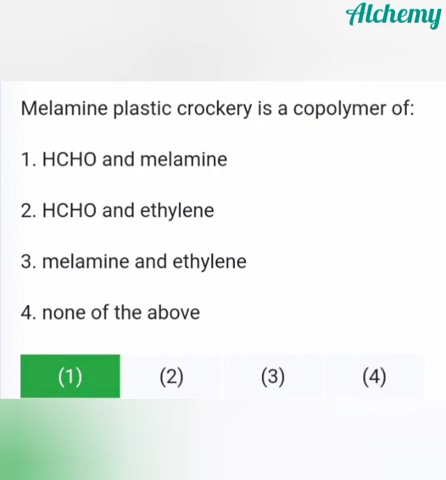 Alchemy
Melamine plastic crockery is a copolymer of:
1. HCHO and melamine
2. HCHO and ethylene
3. melamine and ethylene
4. none of the above
(1) (2) (3) (4)